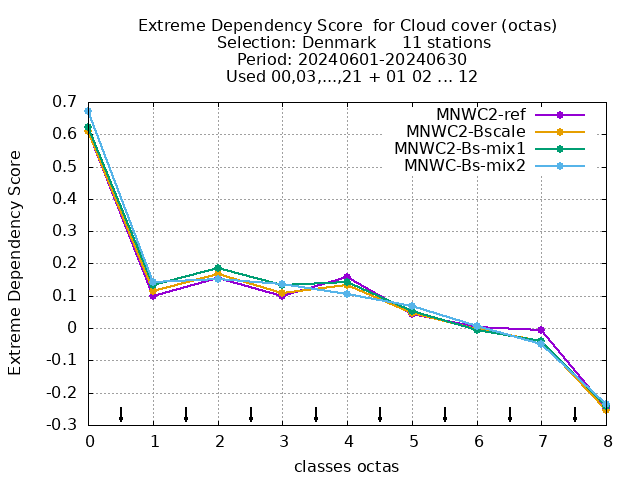 Extreme Dependency Score  for Cloud cover (octas)
Selection: Denmark     11 stations
Period: 20240601-20240630
Used 00,03,...,21 + 01 02 ... 12
MNWC2-ref
MNWC2-Bscale
MNWC2-Bs-mix1
MNWC-Bs-mix2
Extreme Dependency Score
0.7
0.6
0.5
0.4
0.3
0.2
0.1
0
-0.1
-0.2
-0.3
0 1 2 3 4 5 6 7 8
classes octas